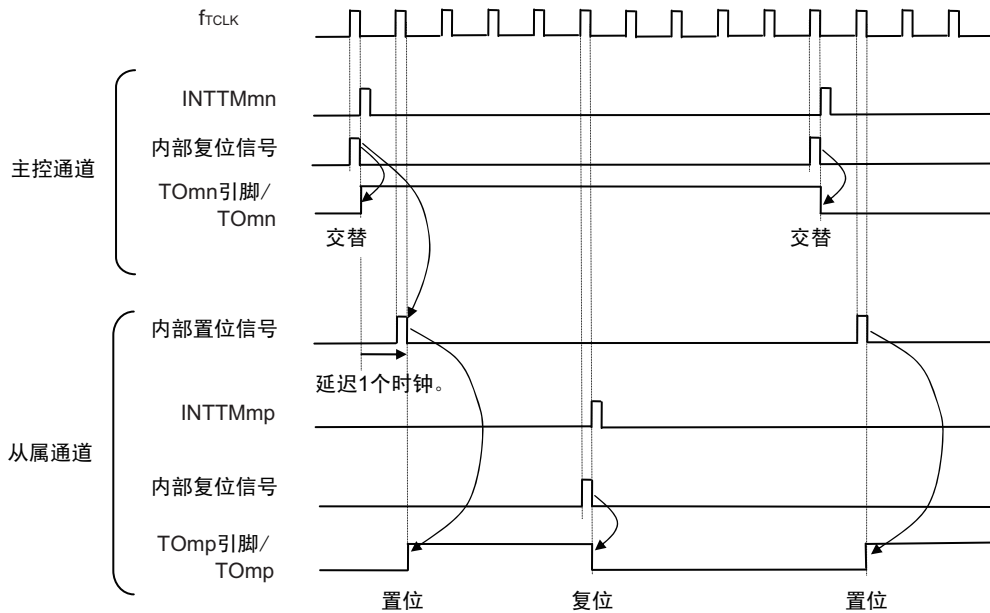 fTCLK
INTTMmn
内部复位信号
主控通道
TOmn引脚/
TOmn
交替
交替
内部置位信号
延迟1个时钟。
INTTMmp
从属通道
内部复位信号
TOmp引脚/
TOmp
置位
复位
置位